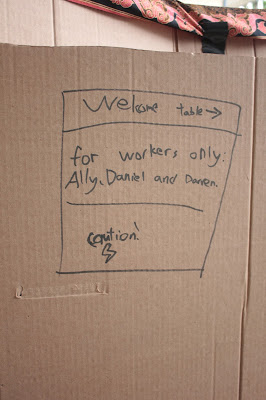 Welcome table →
for workers only:
Ally, Daniel and Darren.
caution!